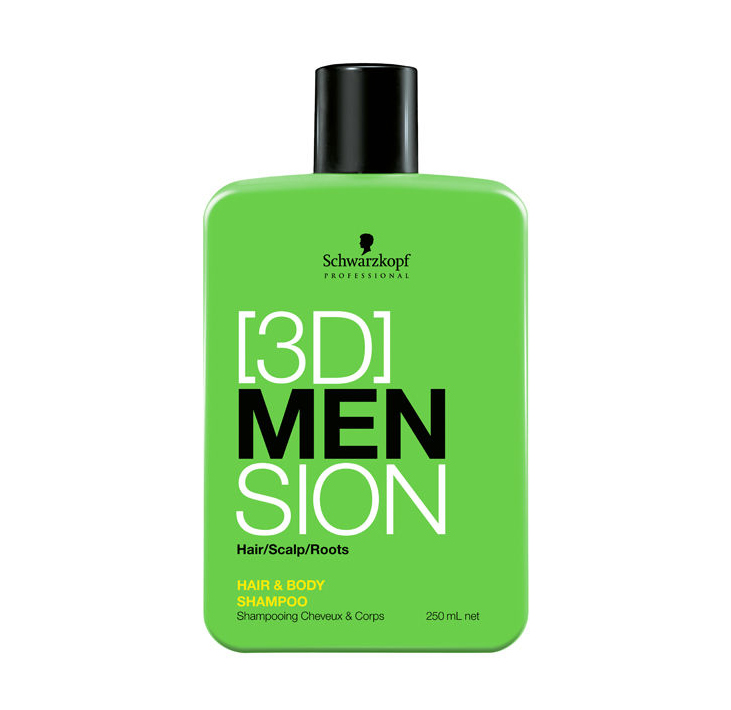 Schwarzkopf
PROFESSIONAL
[3D]
MEN
SION
Hair/Scalp/Roots
HAIR & BODY
SHAMPOO
Shampooing Cheveux & Corps 250 mL net